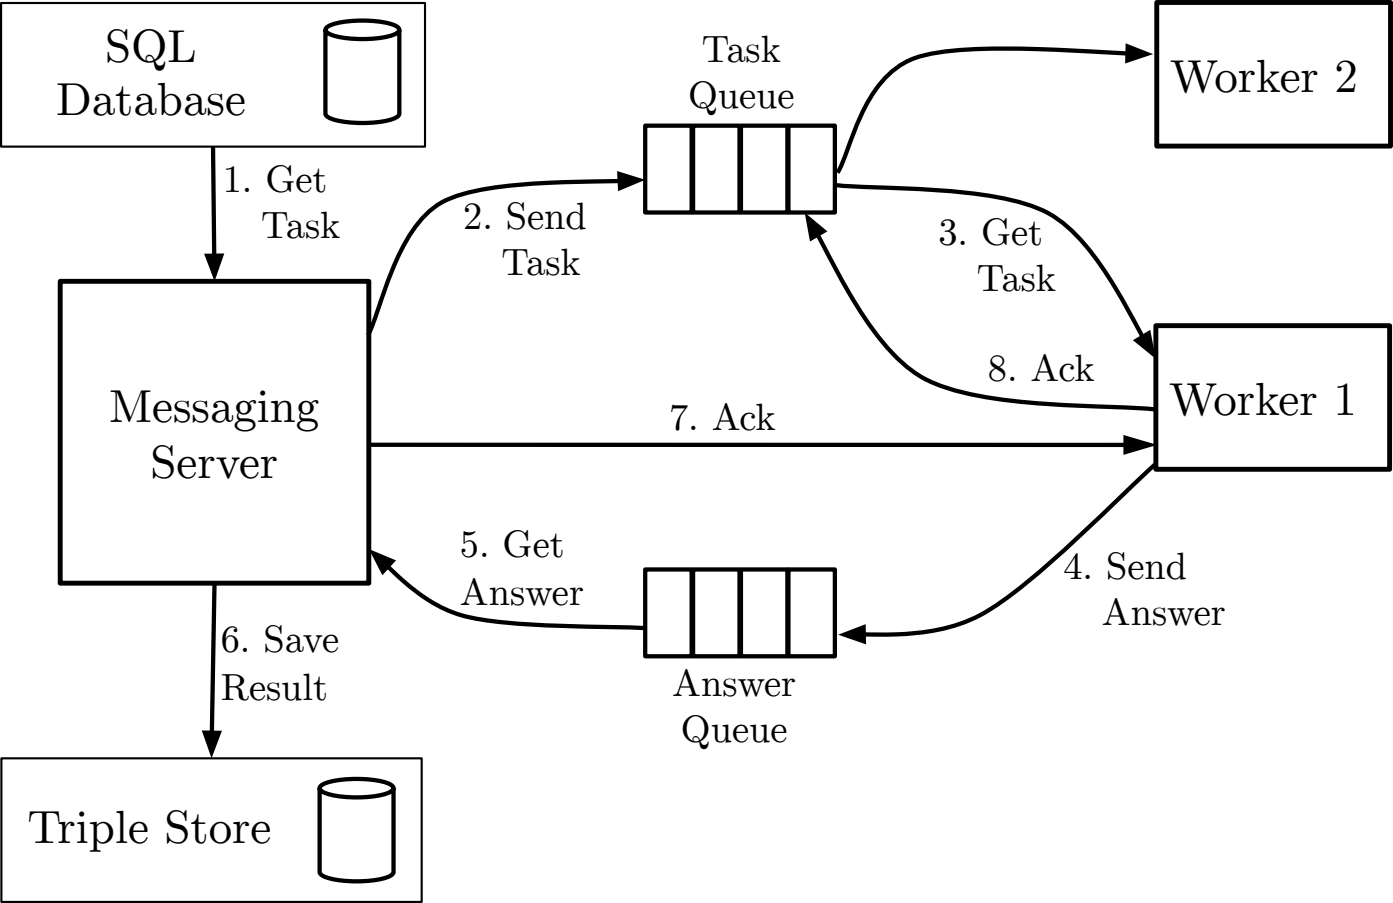 SQL
Database
1. Get
Task
Messaging
Server
6. Save
Result
Triple Store
Task
Queue
2. Send
Task
3. Get
Task
8. Ack
7. Ack
5. Get
Answer
4. Send
Answer
Answer
Queue
Worker 2
Worker 1